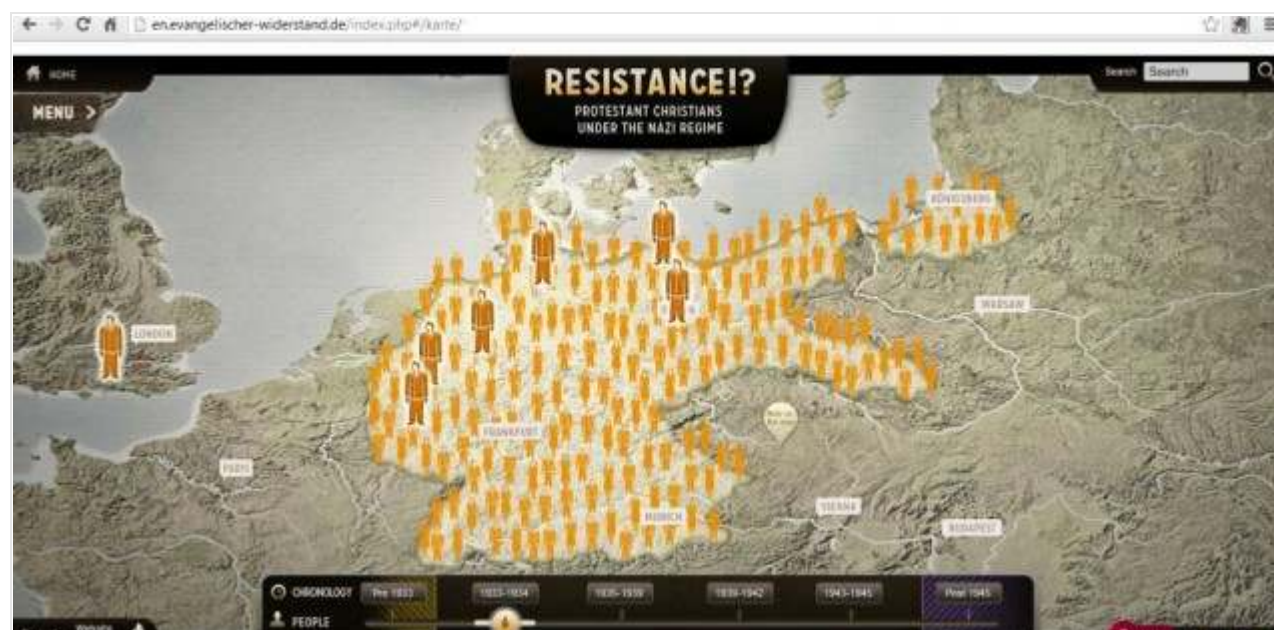 en.evangelischer-widerstand.de/index.php#/karte/
HOME
RESISTANCE!?
Search Search
MENU >
PROTESTANT CHRISTIANS
UNDER THE NAZI REGIME
KÖNIGSBERG
WARSAW
LONDON
FRANKFURT
PARIS
MUNICH
VIENNA
BUDAPEST
CHRONOLOGY Pre 1933 1933-1934 1935-1939 1939-1942 1943-1945 Post 1945
PEOPLE
Website